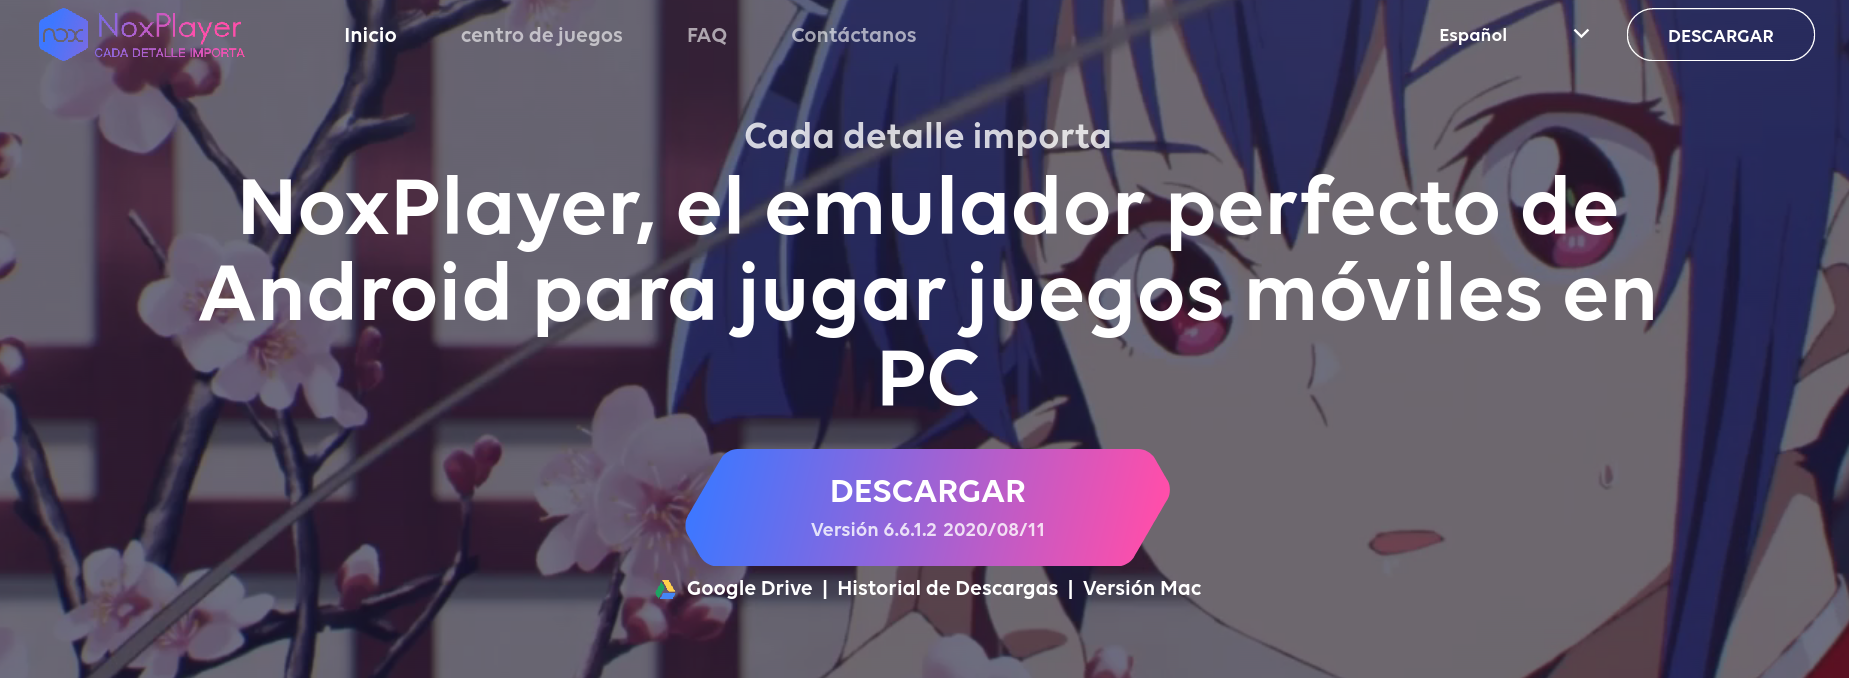 nox NoxPlayer
CADA DETALLE IMPORTA
Inicio centro de juegos FAQ Contáctanos Español DESCARGAR
Cada detalle importa
NoxPlayer, el emulador perfecto de
Android para jugar juegos móviles en
PC
DESCARGAR
Versión 6.6.1.2 2020/08/11
Google Drive | Historial de Descargas | Versión Mac